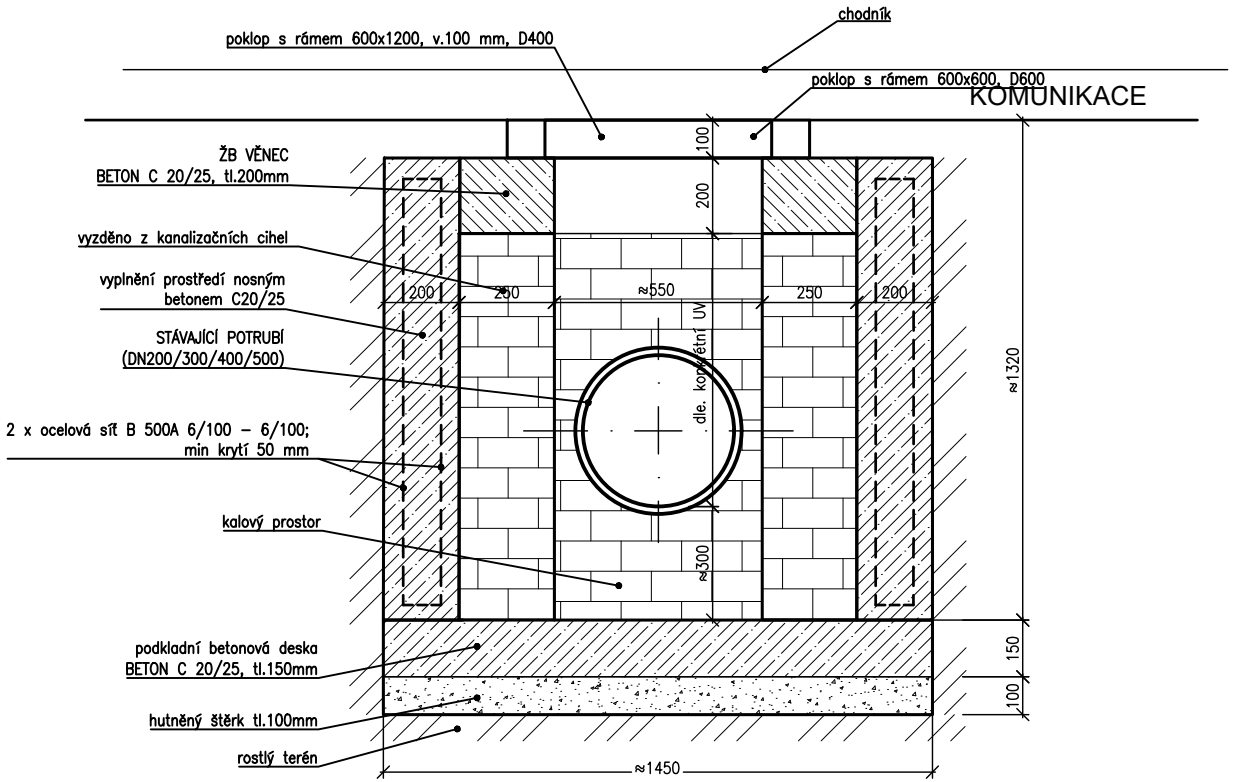 chodník
poklop s rámem 600x1200, v.100 mm, D400
poklop s rámem 600x600, D600
KOMUNIKACE
100
ŽB VĚNEC
BETON C 20/25, tl.200mm
200
vyzděno z kanalizačních cihel
vyplnění prostředí nosným
betonem C20/25
200
250
≈550
250
200
dle. konkrétní UV
STÁVAJÍCÍ POTRUBÍ
(DN200/300/400/500)
≈1320
2 x ocelová síť B 500A 6/100 – 6/100;
min krytí 50 mm
kalový prostor
≈300
podkladní betonová deska
BETON C 20/25, tl.150mm
150
100
hutněný štěrk tl.100mm
rostlý terén
≈1450